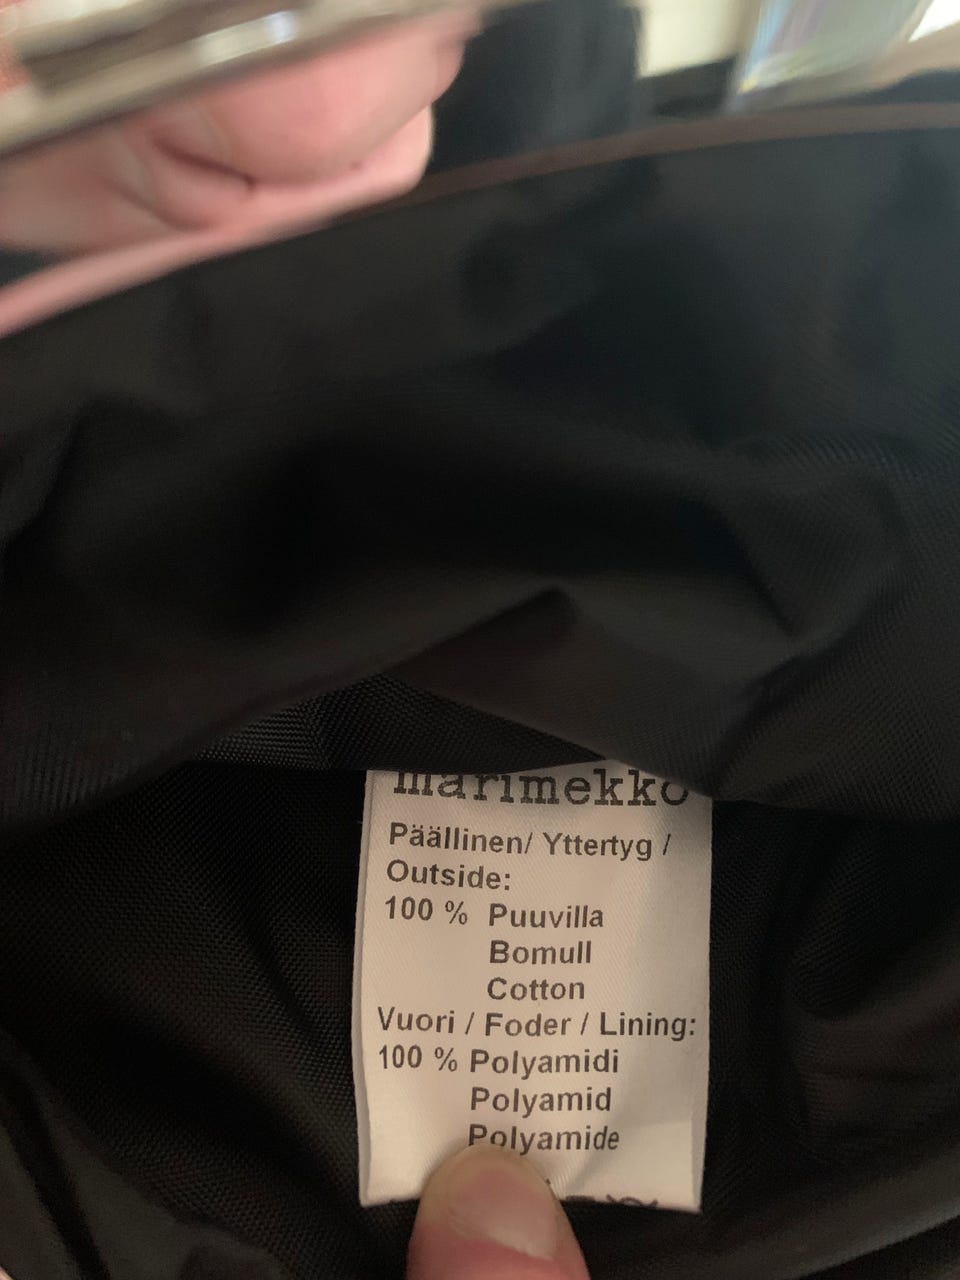 marimekko
Päällinen/ Yttertyg /
Outside:
100 % Puuvilla
Bomull
Cotton
Vuori / Foder / Lining:
100 % Polyamidi
Polyamid
Polyamide